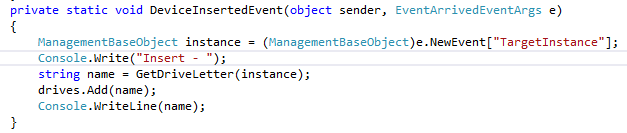 private static void DeviceInsertedEvent(object sender, EventArrivedEventArgs e)
{
    ManagementBaseObject instance = (ManagementBaseObject)e.NewEvent["TargetInstance"];
    Console.Write("Insert - ");
    string name = GetDriveLetter(instance);
    drives.Add(name);
    Console.WriteLine(name);
}